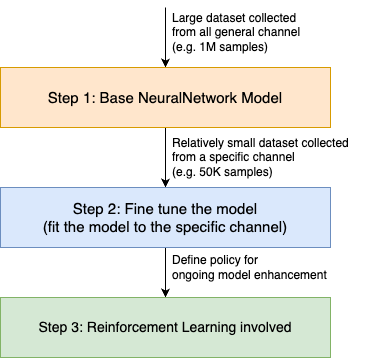 Large dataset collected
from all general channel
(e.g. 1M samples)
Step 1: Base NeuralNetwork Model
Relatively small dataset collected
from a specific channel
(e.g. 50K samples)
Step 2: Fine tune the model
(fit the model to the specific channel)
Define policy for
ongoing model enhancement
Step 3: Reinforcement Learning involved